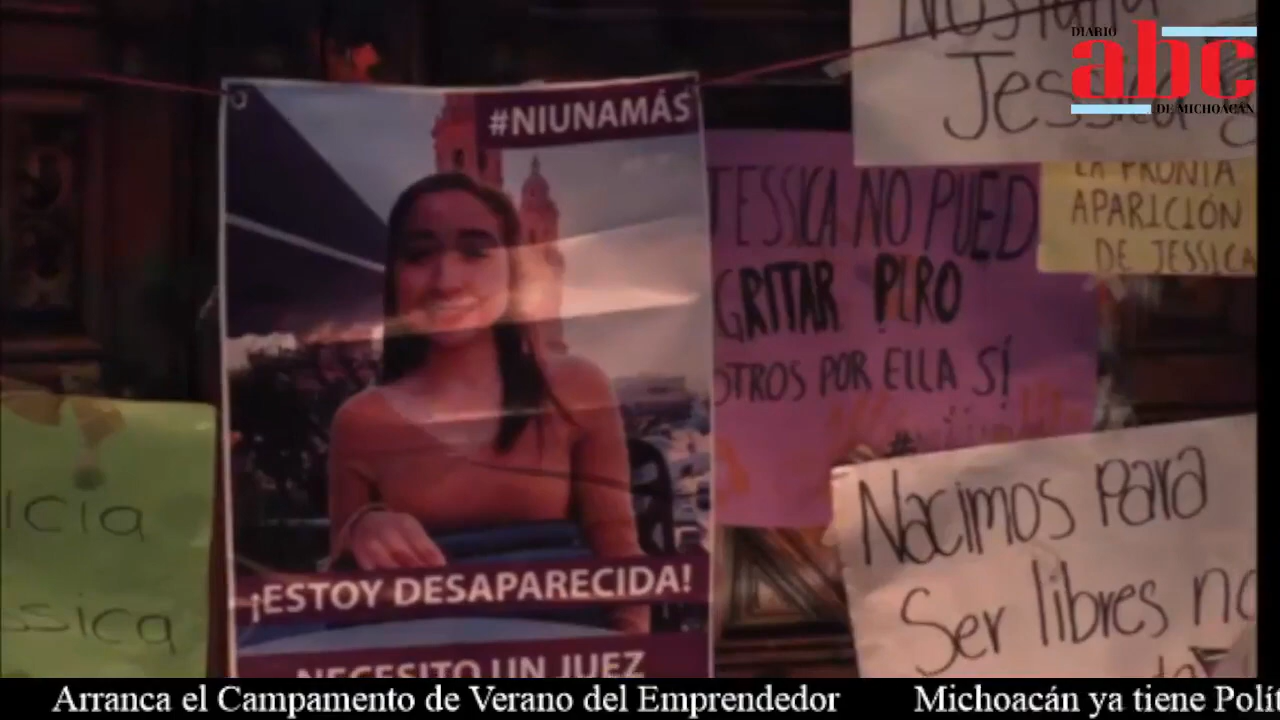 DIARIO
abc
DE MICHOACÁN
#NIUNAMÁS
¡ESTOY DESAPARECIDA!
NECESITO UN JUEZ
JESSICA NO PUED
GRITAR PERO
OTROS POR ELLA SÍ
Jessica
LA PRONTA
APARICIÓN
DE JESSICA
Nacimos para
Ser libres no
icia
ssica
Arranca el Campamento de Verano del Emprendedor
Michoacán ya tiene Polít